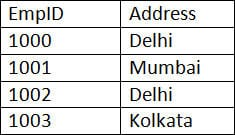 EmpID Address
1000 Delhi
1001 Mumbai
1002 Delhi
1003 Kolkata